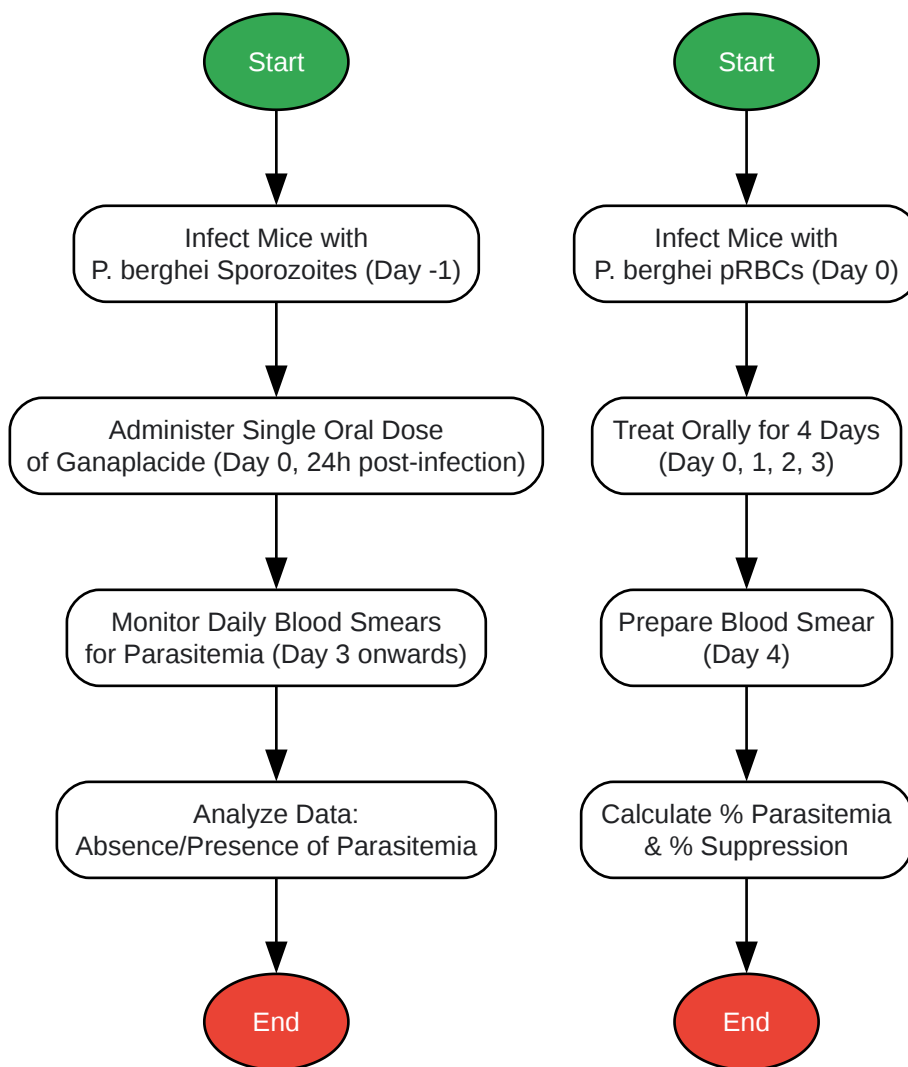 Start
Infect Mice with
P. berghei Sporozoites (Day -1)
Administer Single Oral Dose
of Ganaplacide (Day 0, 24h post-infection)
Monitor Daily Blood Smears
for Parasitemia (Day 3 onwards)
Analyze Data:
Absence/Presence of Parasitemia
End
Start
Infect Mice with
P. berghei pRBCs (Day 0)
Treat Orally for 4 Days
(Day 0, 1, 2, 3)
Prepare Blood Smear
(Day 4)
Calculate % Parasitemia
& % Suppression
End